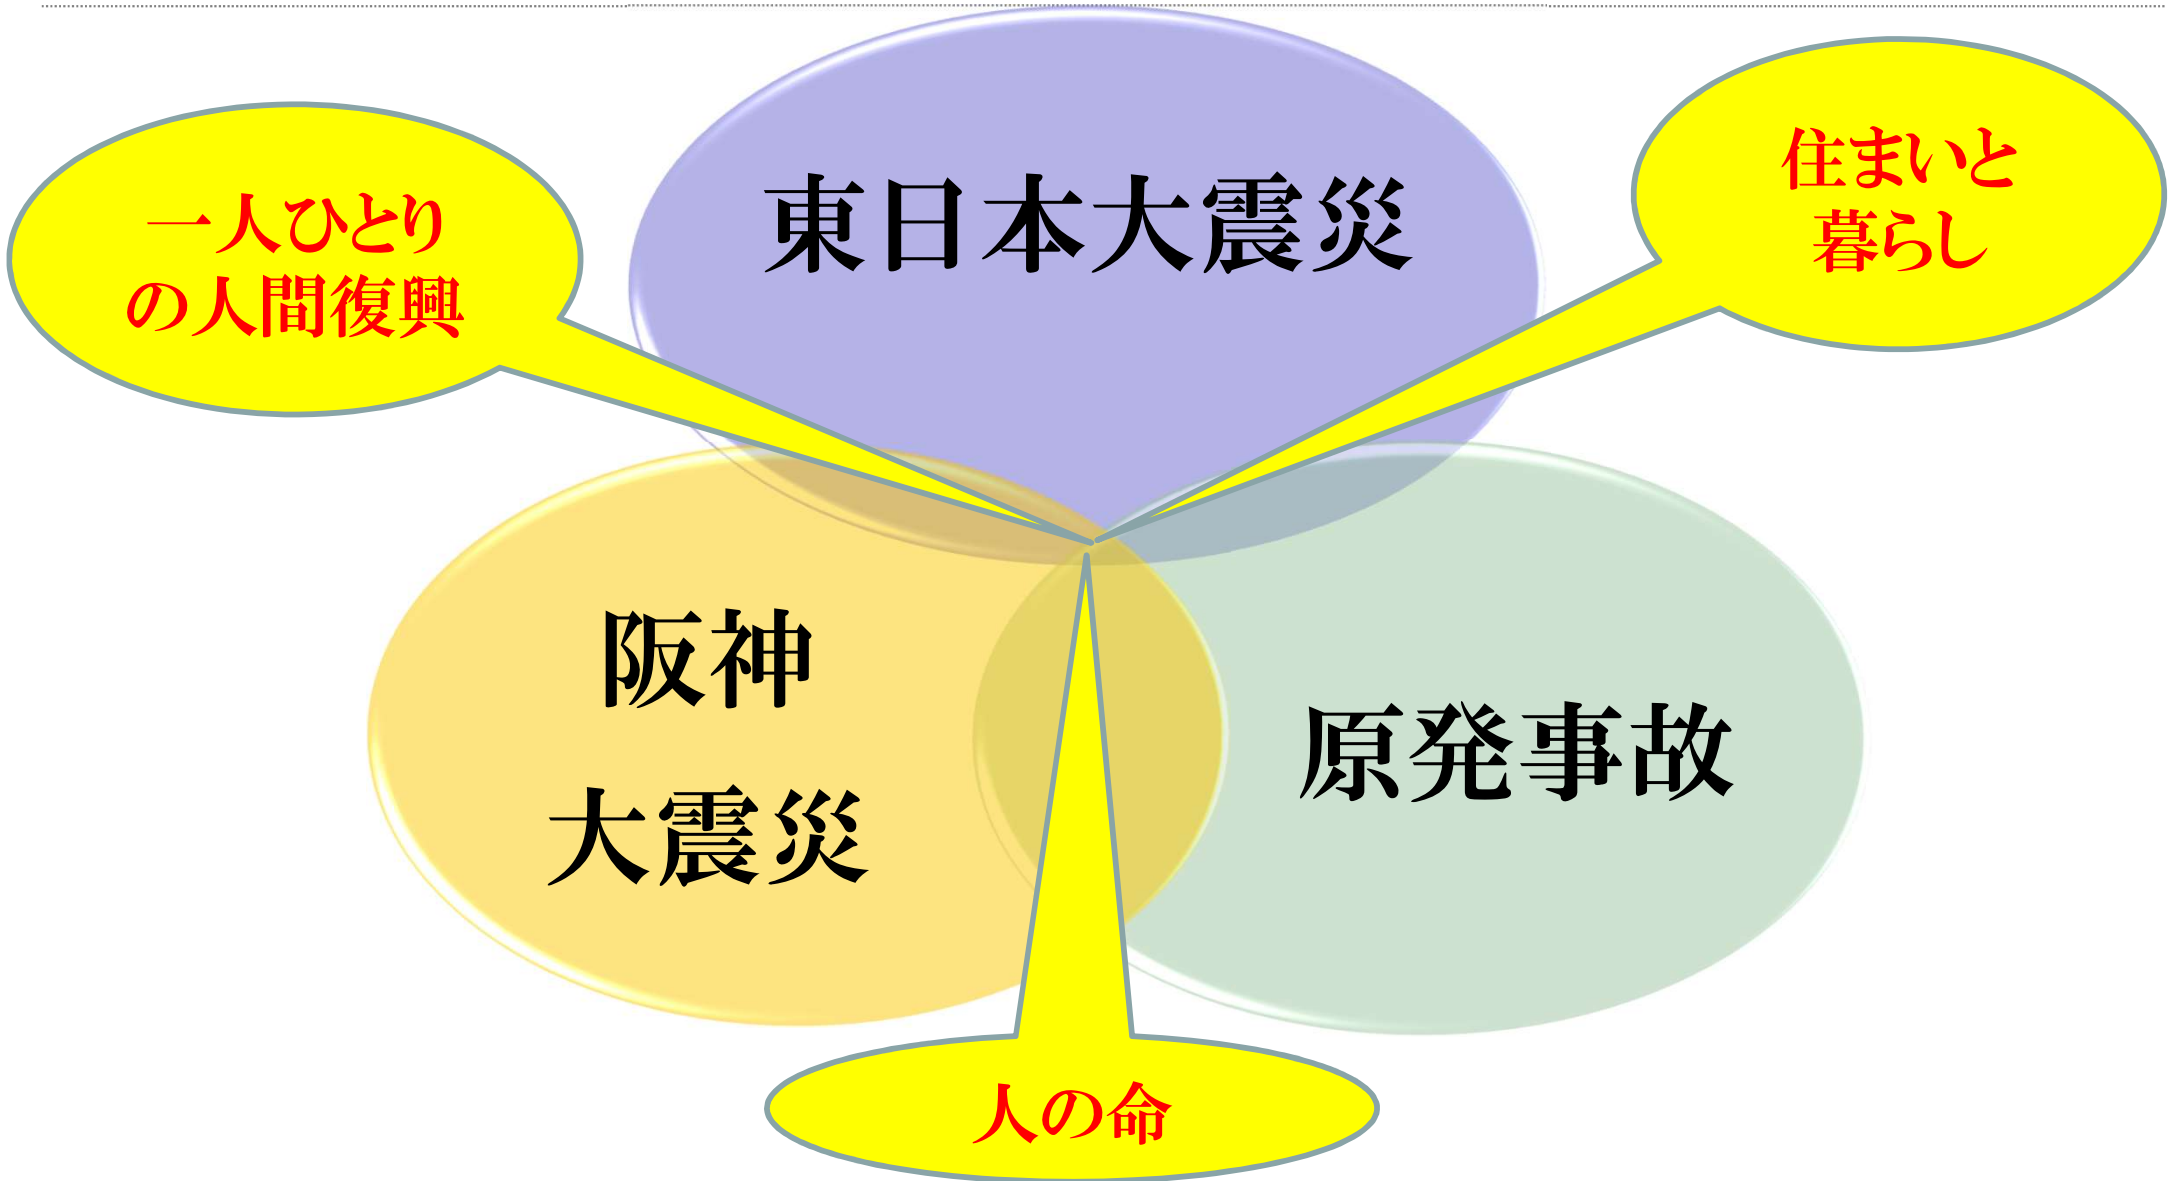 東日本大震災
一人ひとり
の人間復興
住まいと
暮らし
阪神
大震災
原発事故
人の命